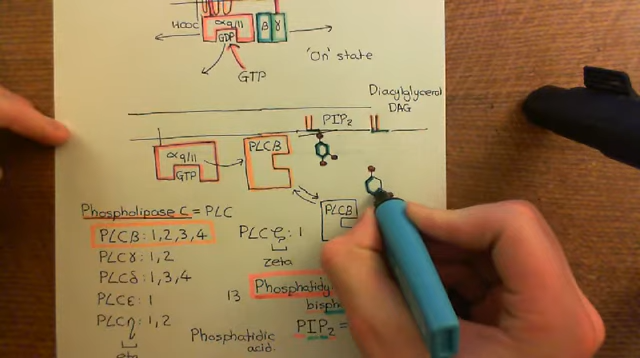 HOOC
αq/11
GDP
β γ
GTP
'On' state
Diacylglycerol
DAG
PIP₂
αq/11
GTP
PLCβ
PLCβ
Phospholipase C = PLC
PLCβ: 1,2,3,4
PLCγ: 1,2
PLCδ: 1,3,4
PLCε: 1
PLCη: 1,2
eta
PLCζ: 1
zeta
13
Phosphatidic
acid.
PIP₂ =